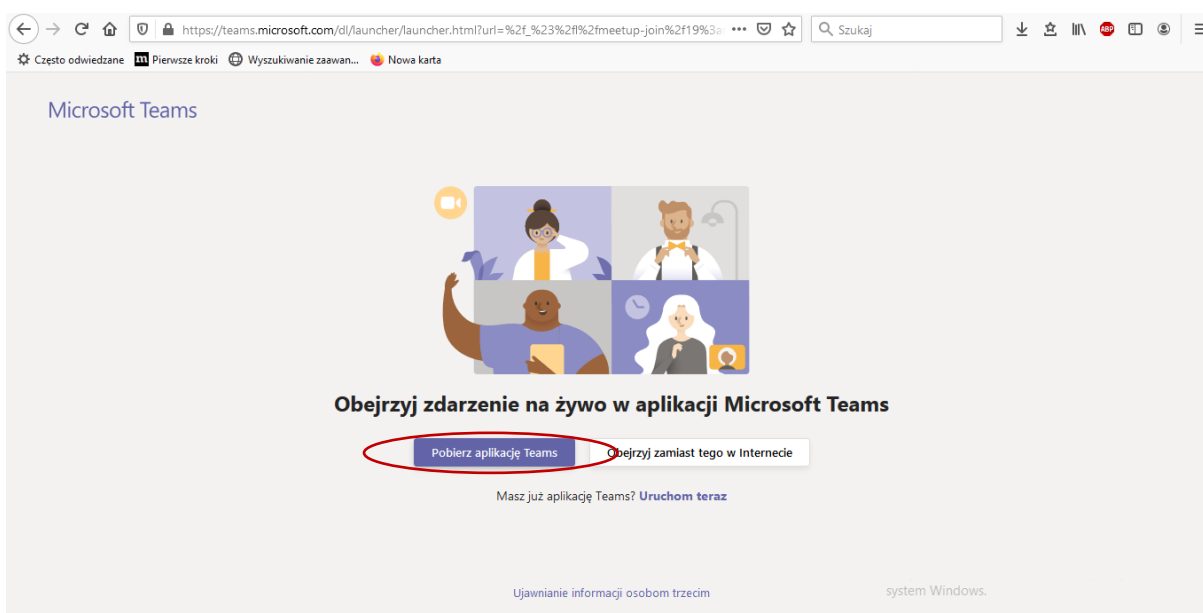 https://teams.microsoft.com/dl/launcher/launcher.html?url=%2f_%23%2fl%2fmeetup-join%2f19%3a
Szukaj
ABP
Często odwiedzane
m Pierwsze kroki
Wyszukiwanie zaawan...
Nowa karta
Microsoft Teams
Obejrzyj zdarzenie na żywo w aplikacji Microsoft Teams
Pobierz aplikację Teams
Obejrzyj zamiast tego w Internecie
Masz już aplikację Teams? Uruchom teraz
Ujawnianie informacji osobom trzecim
system Windows.